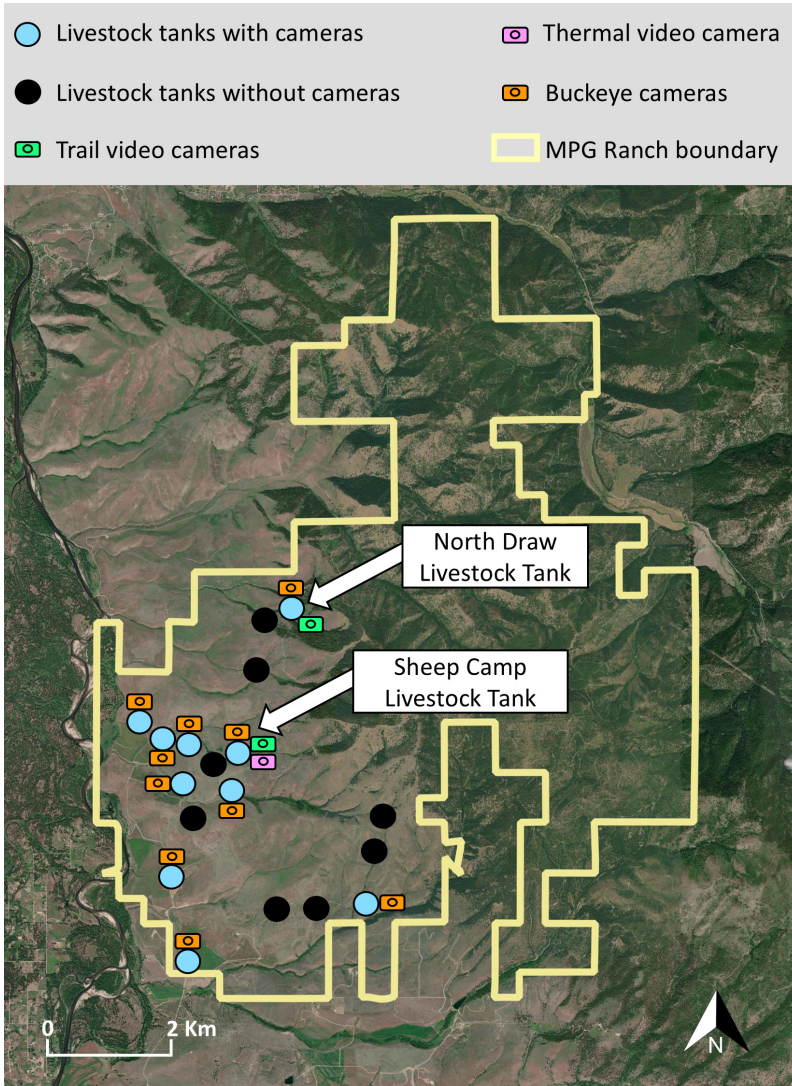 Livestock tanks with cameras
Thermal video camera
Livestock tanks without cameras
Buckeye cameras
Trail video cameras
MPG Ranch boundary
North Draw
Livestock Tank
Sheep Camp
Livestock Tank
0
2 Km
N